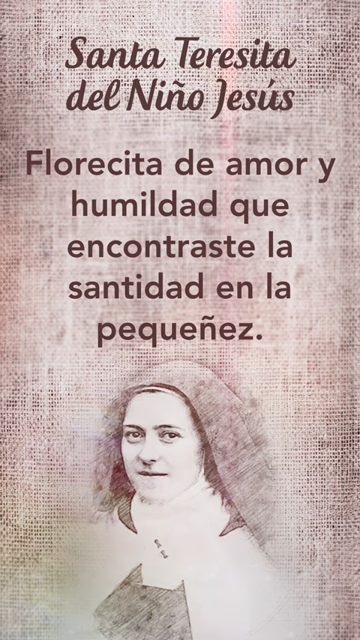 Santa Teresita
del Niño Jesús
Florecita de amor y
humildad que
encontraste la
santidad en la
pequeñez.